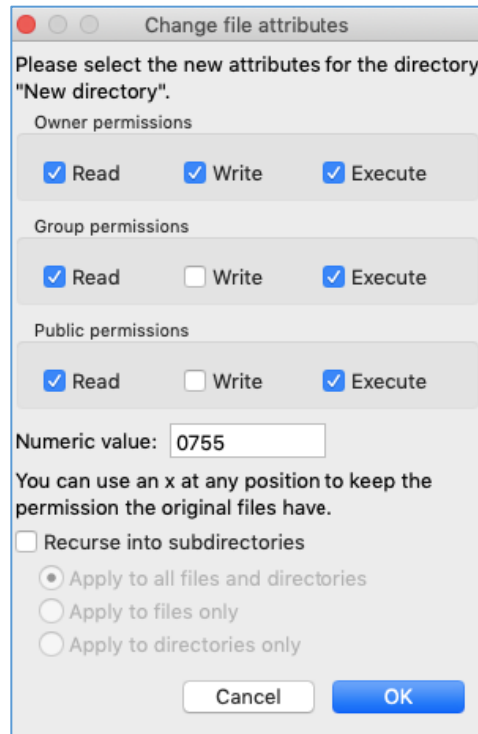 Change file attributes
Please select the new attributes for the directory
"New directory".
Owner permissions
Read Write Execute
Group permissions
Read Write Execute
Public permissions
Read Write Execute
Numeric value: 0755
You can use an x at any position to keep the
permission the original files have.
Recurse into subdirectories
Apply to all files and directories
Apply to files only
Apply to directories only
Cancel OK